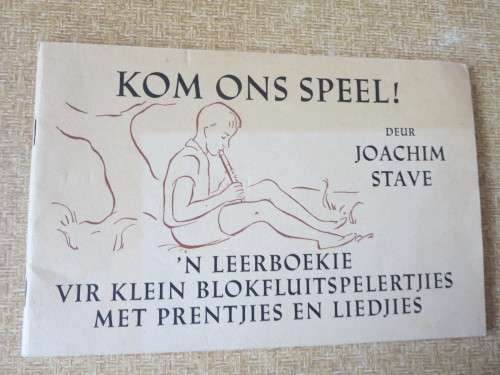 KOM ONS SPEEL!
DEUR
JOACHIM
STAVE
'N LEERBOEKIE
VIR KLEIN BLOKFLUITSPELERTJIES
MET PRENTJIES EN LIEDJIES